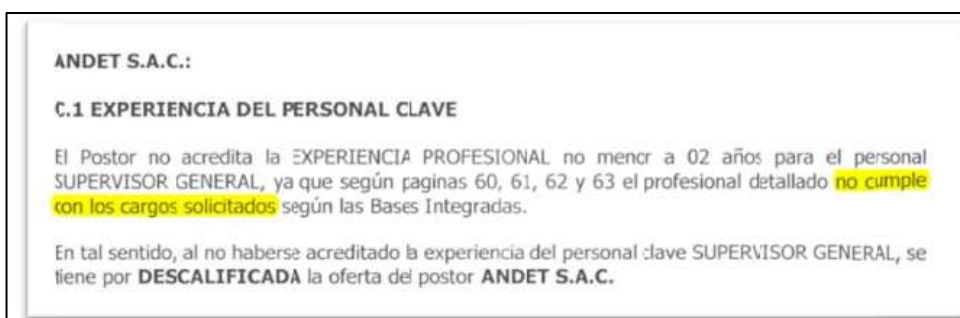 ANDET S.A.C.:
C.1 EXPERIENCIA DEL PERSONAL CLAVE
El Postor no acredita la EXPERIENCIA PROFESIONAL no menor a 02 años para el personal
SUPERVISOR GENERAL, ya que según paginas 60, 61, 62 y 63 el profesional detallado no cumple
con los cargos solicitados según las Bases Integradas.
En tal sentido, al no haberse acreditado la experiencia del personal clave SUPERVISOR GENERAL, se
tiene por DESCALIFICADA la oferta del postor ANDET S.A.C.